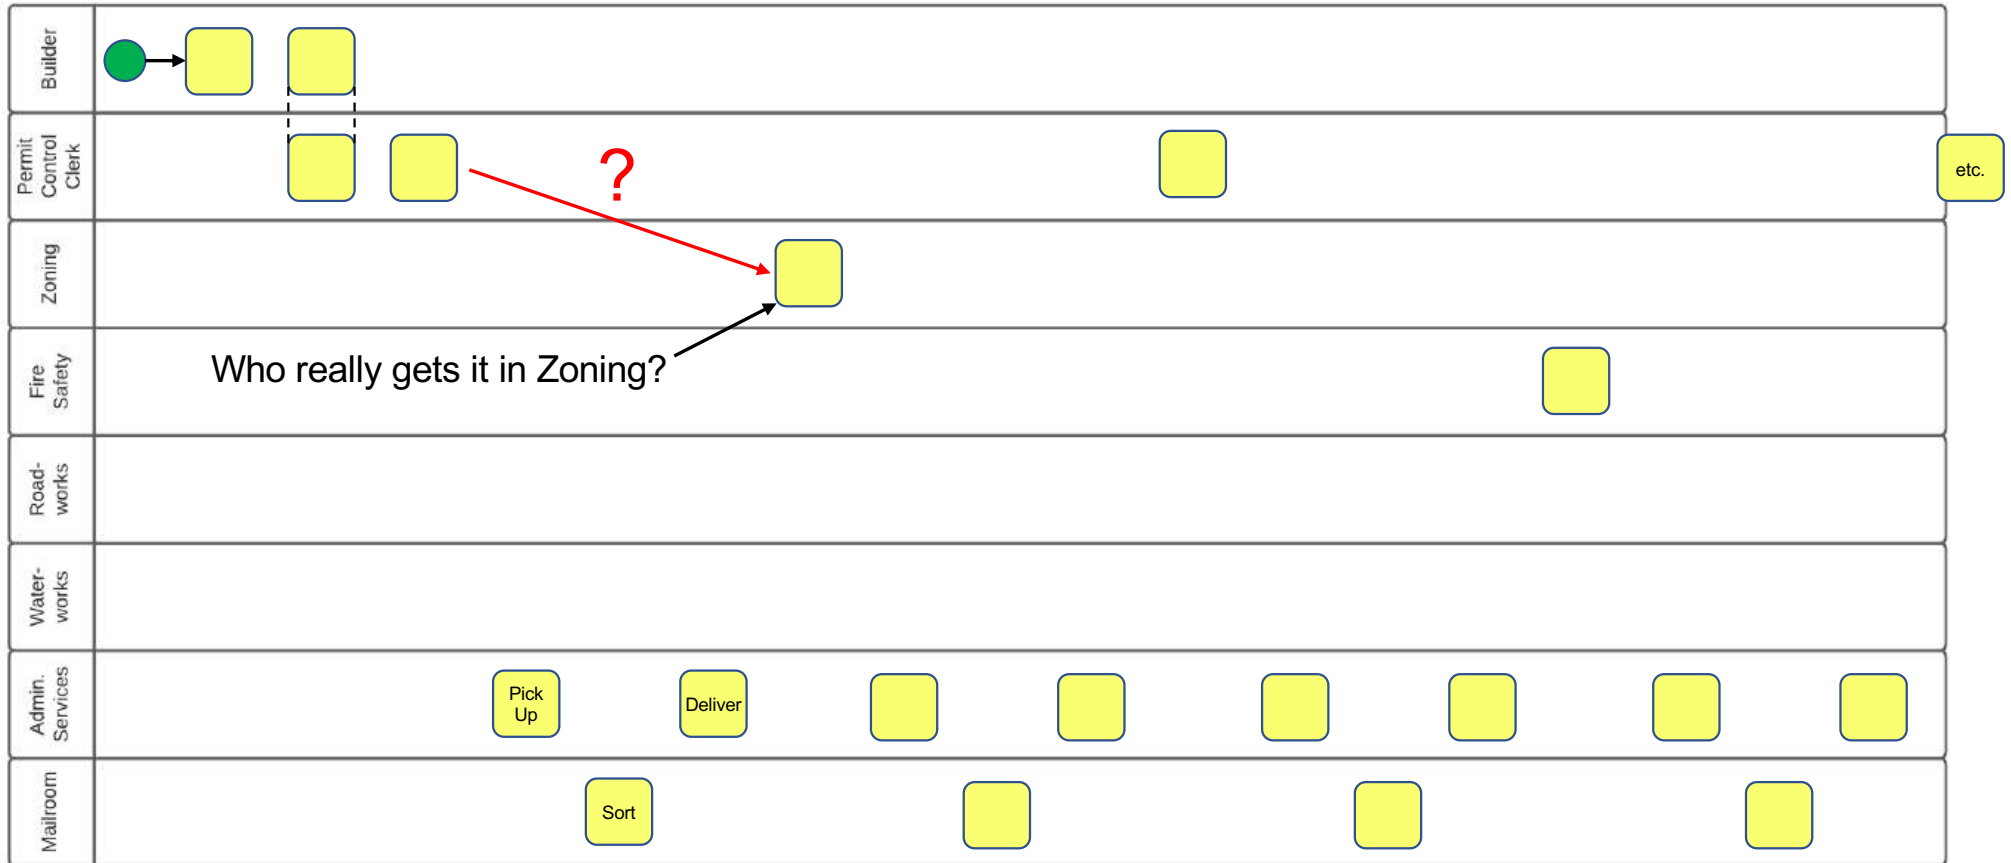 Builder
Permit
Control
Clerk
?
etc.
Zoning
Who really gets it in Zoning?
Fire
Safety
Road-
works
Water-
works
Admin.
Services
Pick
Up
Deliver
Mailroom
Sort